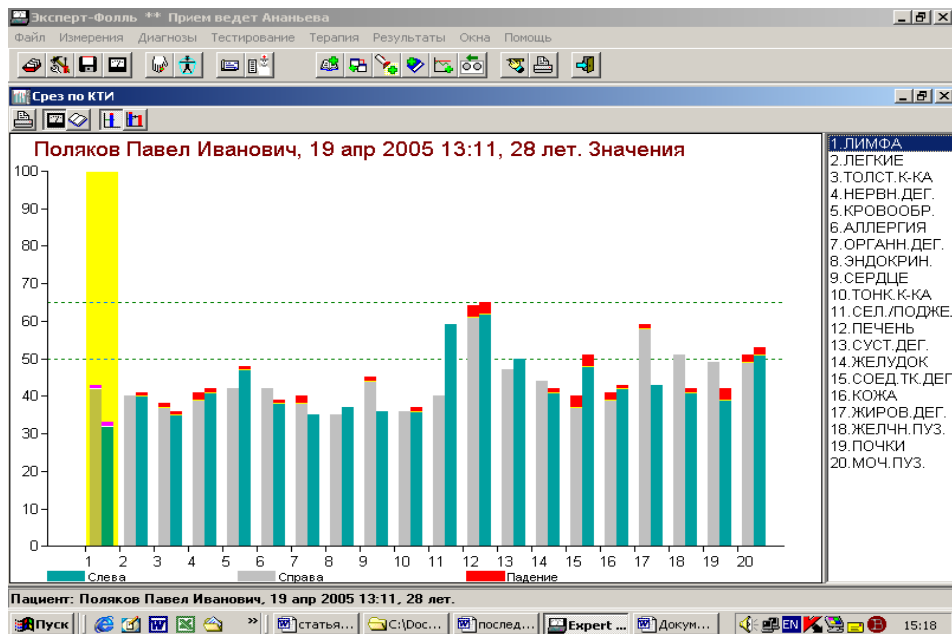 Эксперт-Фолль ** Прием ведет Ананьева
Файл Измерения Диагнозы Тестирование Терапия Результаты Окна Помощь
Срез по КТИ
Поляков Павел Иванович, 19 апр 2005 13:11, 28 лет. Значения
100
90
80
70
60
50
40
30
20
10
0
1 2 3 4 5 6 7 8 9 10 11 12 13 14 15 16 17 18 19 20
Слева Справа Падение
1.ЛИМФА
2.ЛЕГКИЕ
3.ТОЛСТ.К-КА
4.НЕРВН.ДЕГ.
5.КРОВООБР.
6.АЛЛЕРГИЯ
7.ОРГАНН.ДЕГ.
8.ЭНДОКРИН.
9.СЕРДЦЕ
10.ТОНК.К-КА
11.СЕЛ./ПОДЖЕ.
12.ПЕЧЕНЬ
13.СУСТ.ДЕГ.
14.ЖЕЛУДОК
15.СОЕД.ТК.ДЕГ
16.КОЖА
17.ЖИРОВ.ДЕГ.
18.ЖЕЛЧН.ПУЗ.
19.ПОЧКИ
20.МОЧ.ПУЗ.
Пациент: Поляков Павел Иванович, 19 апр 2005 13:11, 28 лет.
Пуск » статья... C:\Doc... послед... Expert ... Докум... EN 15:18